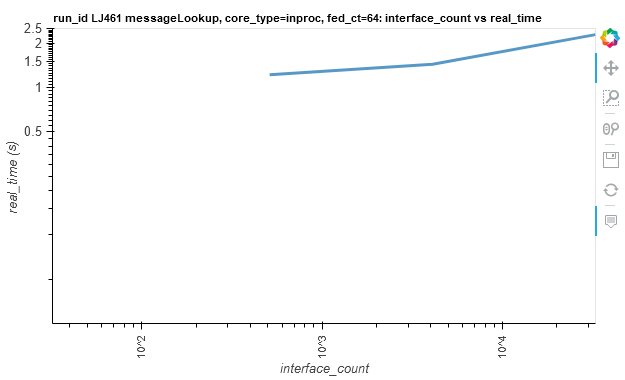 run_id LJ461 messageLookup, core_type=inproc, fed_ct=64: interface_count vs real_time
2.5
2
1.5
1
0.5
real_time (s)
10^2
10^3
10^4
interface_count